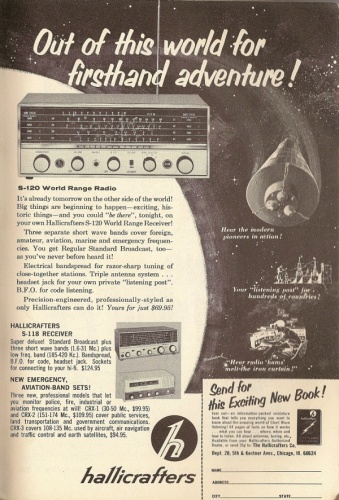 Out of this world for
firsthand adventure!
S-120 World Range Radio
It's already tomorrow on the other side of the world!
Big things are beginning to happen—exciting, his-
toric things—and you could "be there", tonight, on
your own Hallicrafters S-120 World Range Receiver!
Three separate short wave bands cover foreign,
amateur, aviation, marine and emergency frequen-
cies. You get Regular Standard Broadcast, too—
as you've never before heard it!
Electrical bandspread for razor-sharp tuning of
close-together stations. Triple antenna system . . .
headset jack for your own private "listening post".
B.F.O. for code listening.
Precision-engineered, professionally-styled as
only Hallicrafters can do it! Yours for just $69.95!
Hear the modern
pioneers in action!
Your "listening post" for
hundreds of countries!
"Hear radio 'hams'
melt the iron curtain!"
HALLICRAFTERS
S-118 RECEIVER
Super deluxe! Standard Broadcast plus
three short wave bands (1.6-31 Mc.) plus
low freq. band (185-420 Kc.). Bandspread,
B.F.O. for code, headset jack. Sockets
for connecting to your hi-fi. $124.95
NEW EMERGENCY,
AVIATION-BAND SETS!
Three new, professional models that let
you monitor police, fire, industrial or
aviation frequencies at will! CRX-1 (30-50 Mc., $99.95)
and CRX-2 (151-174 Mc., $109.95) cover public services,
land transportation and government communications.
CRX-3 covers 108-135 Mc. used by aircraft, air navigation
and traffic control and earth satellites, $94.95.
h
hallicrafters
Send for
this Exciting New Book!
The Hallicrafters Co.
Dept. 20, 5th & Kostner Aves., Chicago, Ill. 60624
NAME
ADDRESS
CITY
STATE